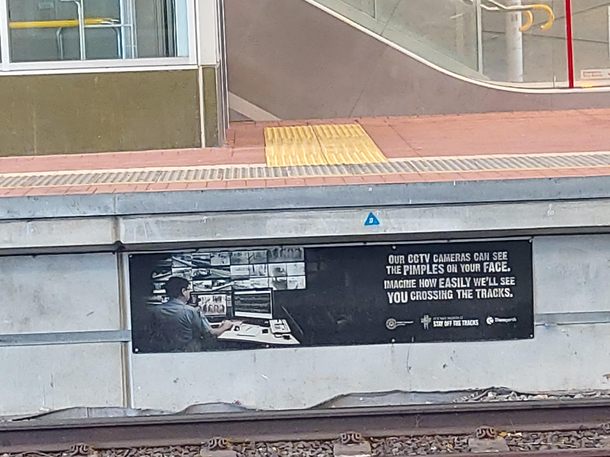 OUR CCTV CAMERAS CAN SEE
THE PIMPLES ON YOUR FACE.
IMAGINE HOW EASILY WE'LL SEE
YOU CROSSING THE TRACKS.
STAY OFF THE TRACKS
Transperth